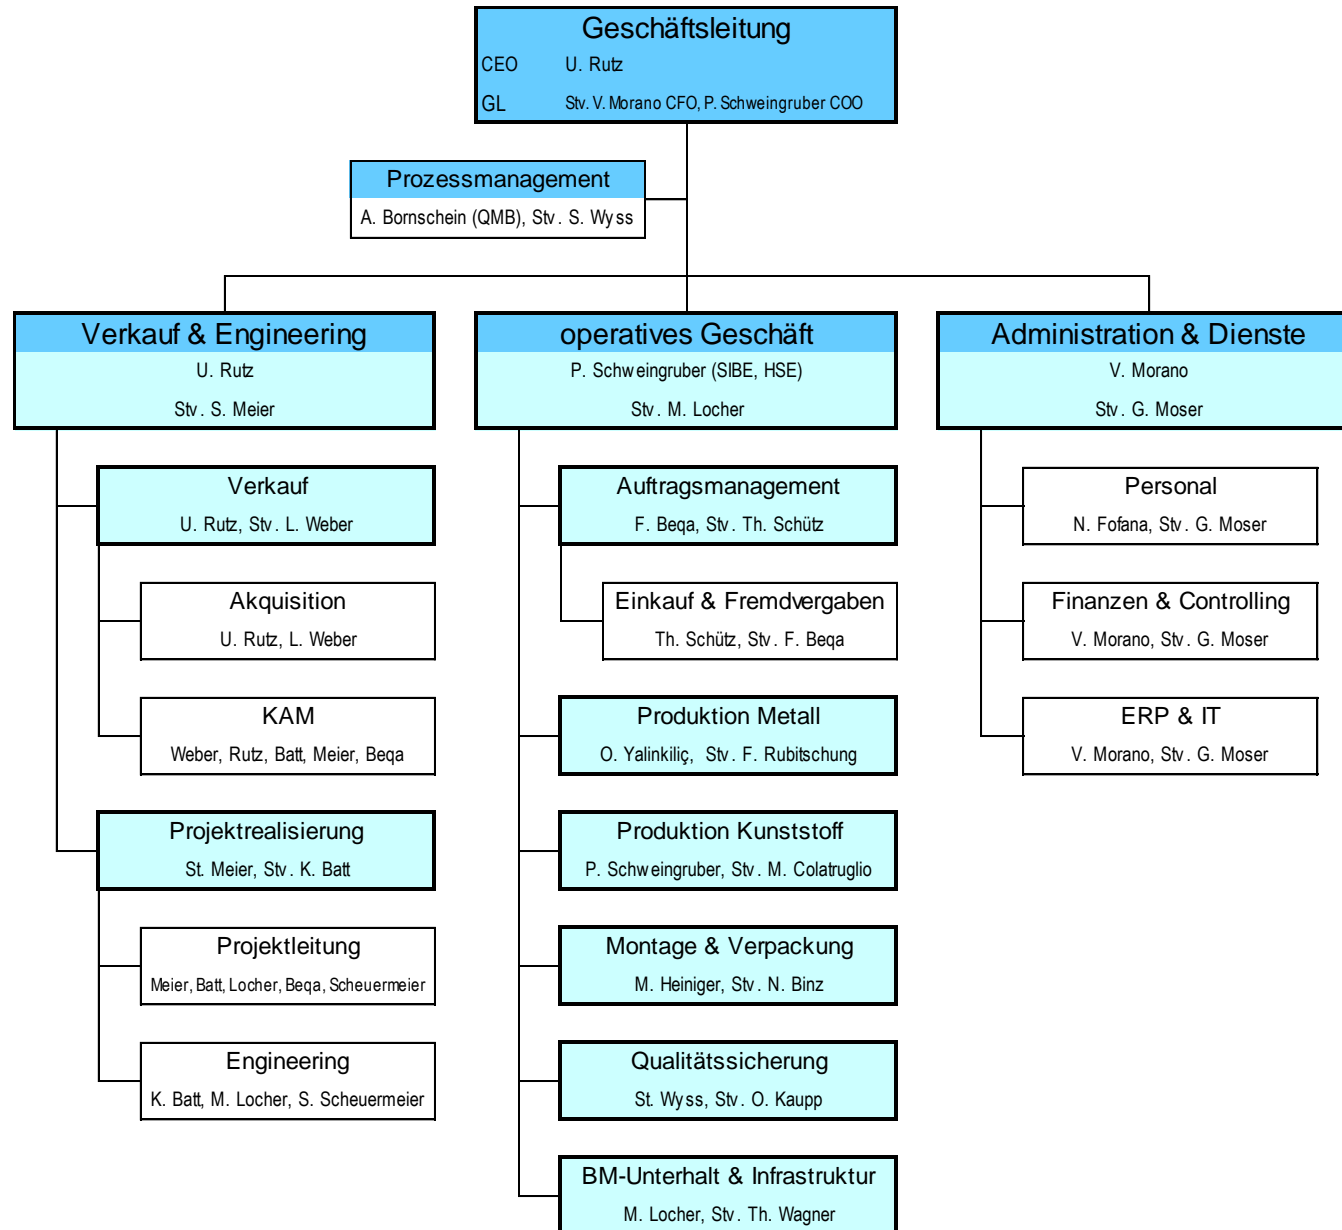 Geschäftsleitung
CEO U. Rutz
GL Stv. V. Morano CFO, P. Schweingruber COO
Prozessmanagement
A. Bornschein (QMB), Stv. S. Wyss
Verkauf & Engineering
U. Rutz
Stv. S. Meier
Verkauf
U. Rutz, Stv. L. Weber
Akquisition
U. Rutz, L. Weber
KAM
Weber, Rutz, Batt, Meier, Beqa
Projektrealisierung
St. Meier, Stv. K. Batt
Projektleitung
Meier, Batt, Locher, Beqa, Scheuermeier
Engineering
K. Batt, M. Locher, S. Scheuermeier
operatives Geschäft
P. Schweingruber (SIBE, HSE)
Stv. M. Locher
Auftragsmanagement
F. Beqa, Stv. Th. Schütz
Einkauf & Fremdvergaben
Th. Schütz, Stv. F. Beqa
Produktion Metall
O. Yalinkiliç, Stv. F. Rubitschung
Produktion Kunststoff
P. Schweingruber, Stv. M. Colatruglio
Montage & Verpackung
M. Heiniger, Stv. N. Binz
Qualitätssicherung
St. Wyss, Stv. O. Kaupp
BM-Unterhalt & Infrastruktur
M. Locher, Stv. Th. Wagner
Administration & Dienste
V. Morano
Stv. G. Moser
Personal
N. Fofana, Stv. G. Moser
Finanzen & Controlling
V. Morano, Stv. G. Moser
ERP & IT
V. Morano, Stv. G. Moser